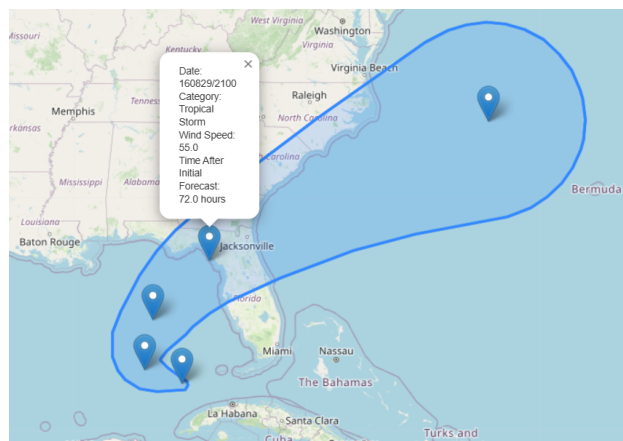 West Virginia
Washington
Missouri
Kentucky
Virginia
Virginia Beach
×
Date:
160829/2100
Category:
Tropical
Storm
Wind Speed:
55.0
Time After
Initial
Forecast:
72.0 hours
Raleigh
North Carolina
Memphis
Arkansas
Mississippi
Alabama
Carolina
Bermuda
Louisiana
Baton Rouge
Jacksonville
Florida
Miami
Nassau
The Bahamas
La Habana
Santa Clara
Cuba
Turks and